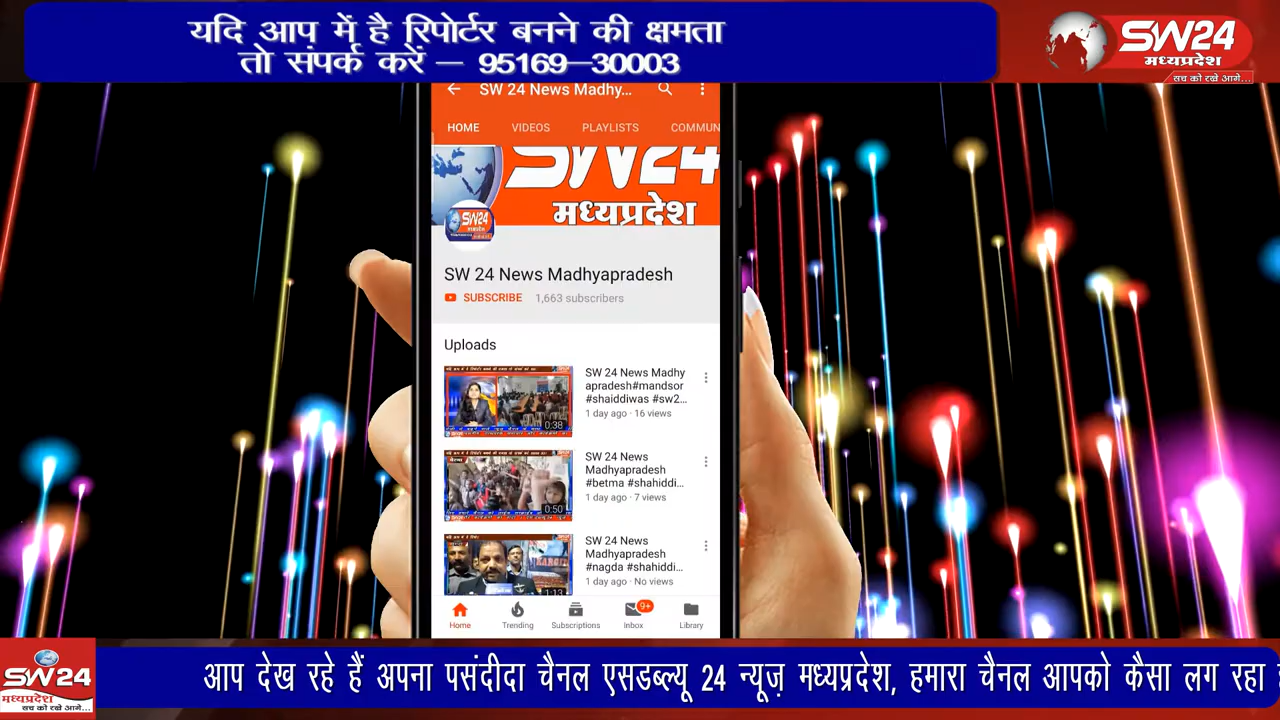 यदि आप में है रिपोर्टर बनने की क्षमता
तो संपर्क करें – 95169–30003
SW24
मध्यप्रदेश
सच को रखे आगे...
SW 24 News Madhy...
HOME VIDEOS PLAYLISTS COMMUN
SW24
मध्यप्रदेश
SW24
SW 24 News Madhyapradesh
SUBSCRIBE 1,663 subscribers
Uploads
SW 24 News Madhy
apradesh#mandsor
#shaiddiwas #sw2...
1 day ago · 16 views
0:38
SW 24 News
Madhyapradesh
#betma #shahiddi...
1 day ago · 7 views
0:50
SW 24 News
Madhyapradesh
#nagda #shahiddi...
1 day ago · No views
1:13
9+
Home Trending Subscriptions Inbox Library
SW24
मध्यप्रदेश
सच को रखे आगे...
आप देख रहे हैं अपना पसंदीदा चैनल एसडब्ल्यू 24 न्यूज़ मध्यप्रदेश, हमारा चैनल आपको कैसा लग रहा